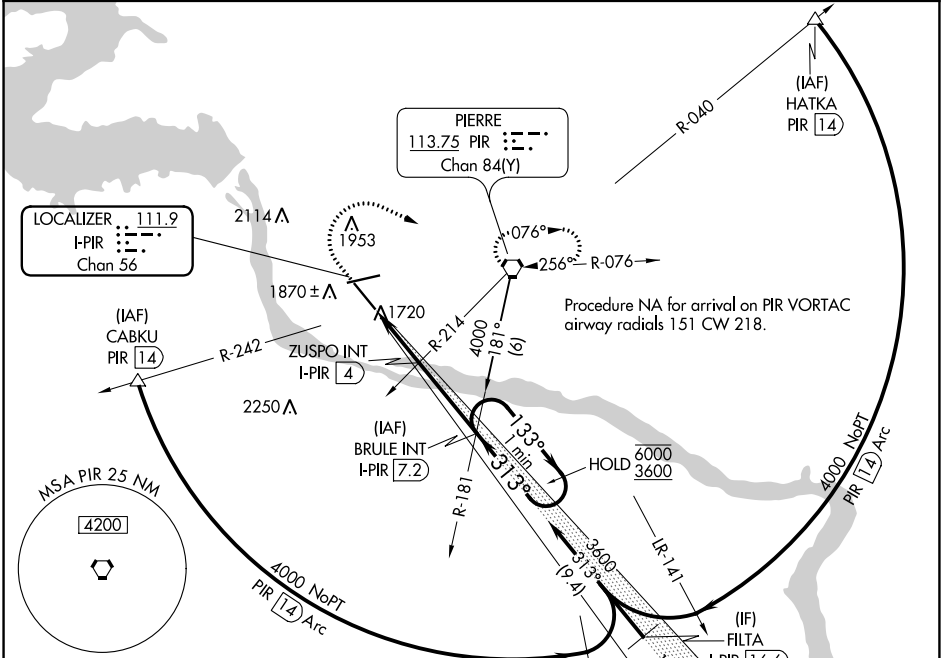 (IAF)
HATKA
PIR 14
R-040
PIERRE
113.75 PIR
Chan 84(Y)
LOCALIZER 111.9
I-PIR
Chan 56
2114
1953
076°
256°
R-076
1870 ±
1720
Procedure NA for arrival on PIR VORTAC
airway radials 151 CW 218.
(IAF)
CABKU
PIR 14
R-242
ZUSPO INT
I-PIR 4
R-214
4000
181°
(6)
2250
(IAF)
BRULE INT
I-PIR 7.2
133°
1 min
313°
HOLD 6000
3600
R-181
4000 NoPT
PIR 14 Arc
MSA PIR 25 NM
4200
4000 NoPT
PIR 14 Arc
3600
313°
(9.4)
LR-141
(IF)
FILTA